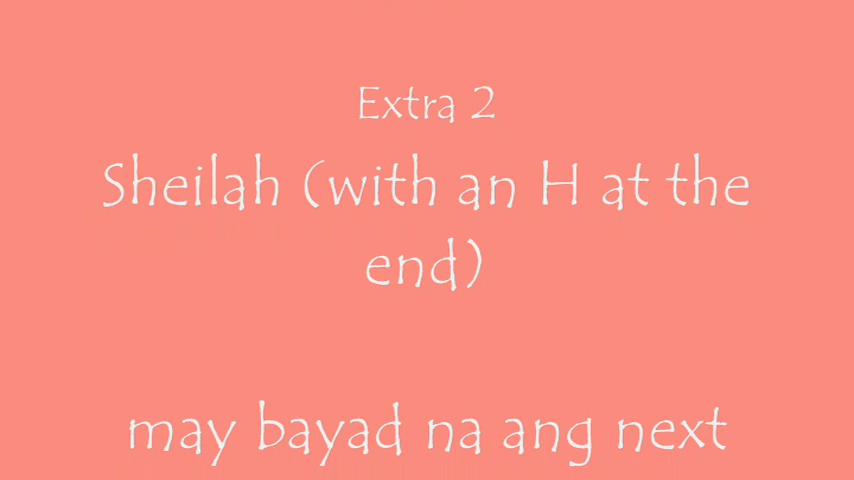 Extra 2
Sheilah (with an H at the
end)
may bayad na ang next